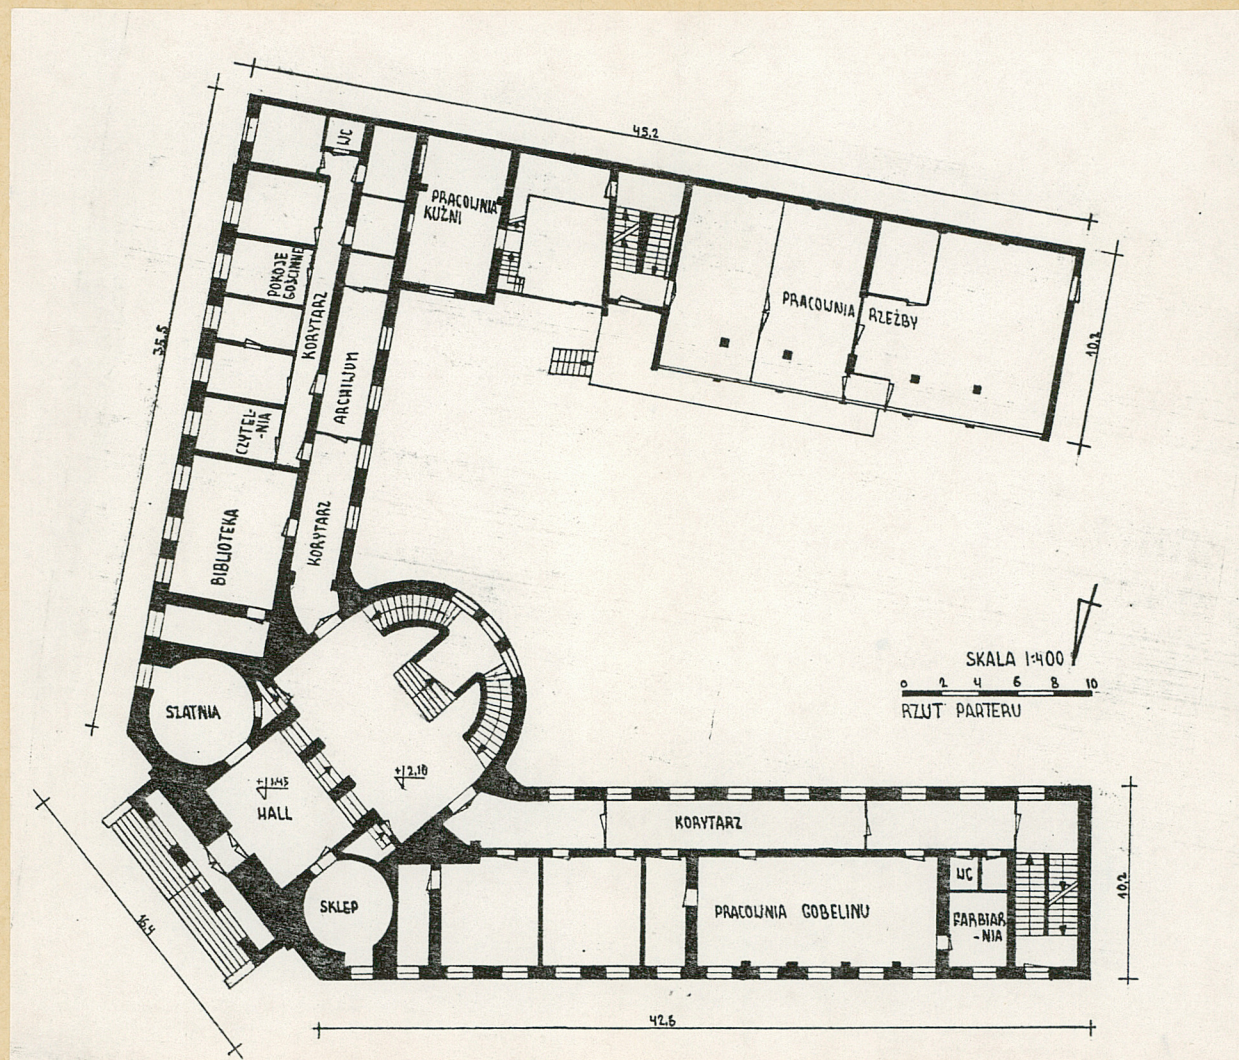 45,2
WC
PRACOWNIA
KUŹNI
POKOJE
GOŚCINNE
KORYTARZ
PRACOWNIA RZEŹBY
35,5
10,2
ARCHIWUM
CZYTEL-
-NIA
BIBLIOTEKA
KORYTARZ
SKALA 1:400
0 2 4 6 8 10
RZUT PARTERU
SZATNIA
+1,45
HALL
+2,10
KORYTARZ
SKLEP
PRACOWNIA GOBELINU
WC
FARBIAR
-NIA
10,2
16,4
42,6